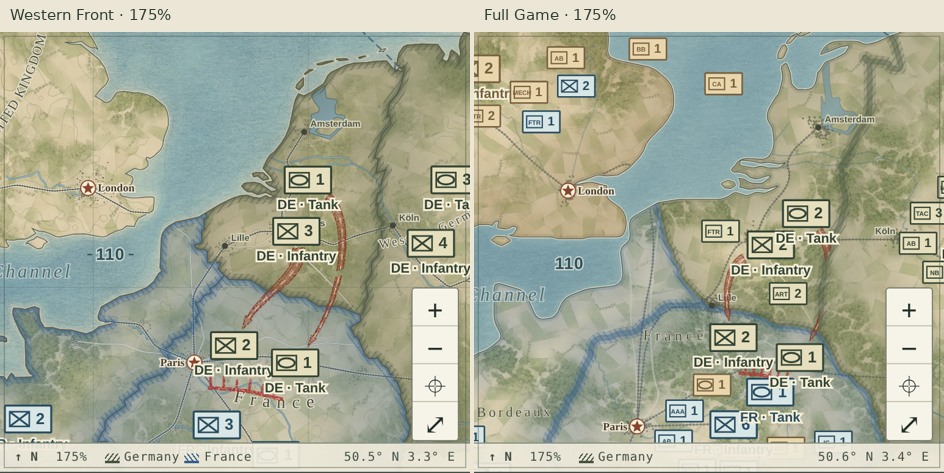 Western Front · 175%
UNITED KINGDOM
Amsterdam
London
1
DE · Tank
3
DE · Ta
3
DE · Infantry
Köln
4
DE · Infantry
Lille
- 110 -
Channel
2
Paris
DE · Infantry
1
DE · Tank
France
2
3
1
+
−
↑ N 175% Germany France 50.5° N 3.3° E
Full Game · 175%
BB 1
AB 1
2
MECH 1
2
CA 1
2
FTR 1
Amsterdam
London
2
DE · Tank
FTR 1
2
DE · Infantry
TAC 3
Köln
AB 1
NB
110
Channel
ART 2
Lille
France
2
DE · Infantry
1
DE · Tank
1
1
AAA 1
FR · Tank
6
Bordeaux
Paris
AB 1
+
−
↑ N 175% Germany 50.6° N 3.4° E